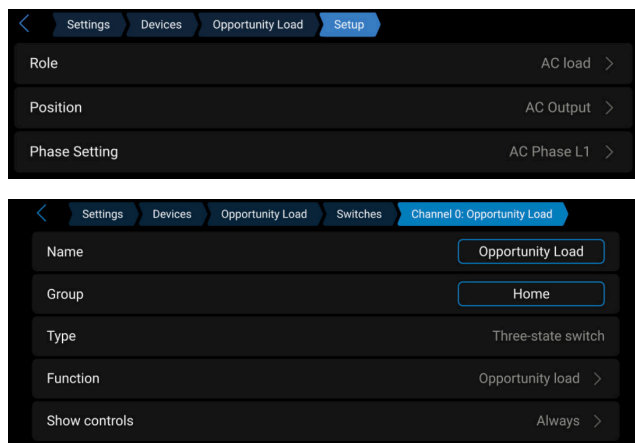 Settings Devices Opportunity Load Setup
Role AC load
Position AC Output
Phase Setting AC Phase L1
Settings Devices Opportunity Load Switches Channel 0: Opportunity Load
Name Opportunity Load
Group Home
Type Three-state switch
Function Opportunity load
Show controls Always